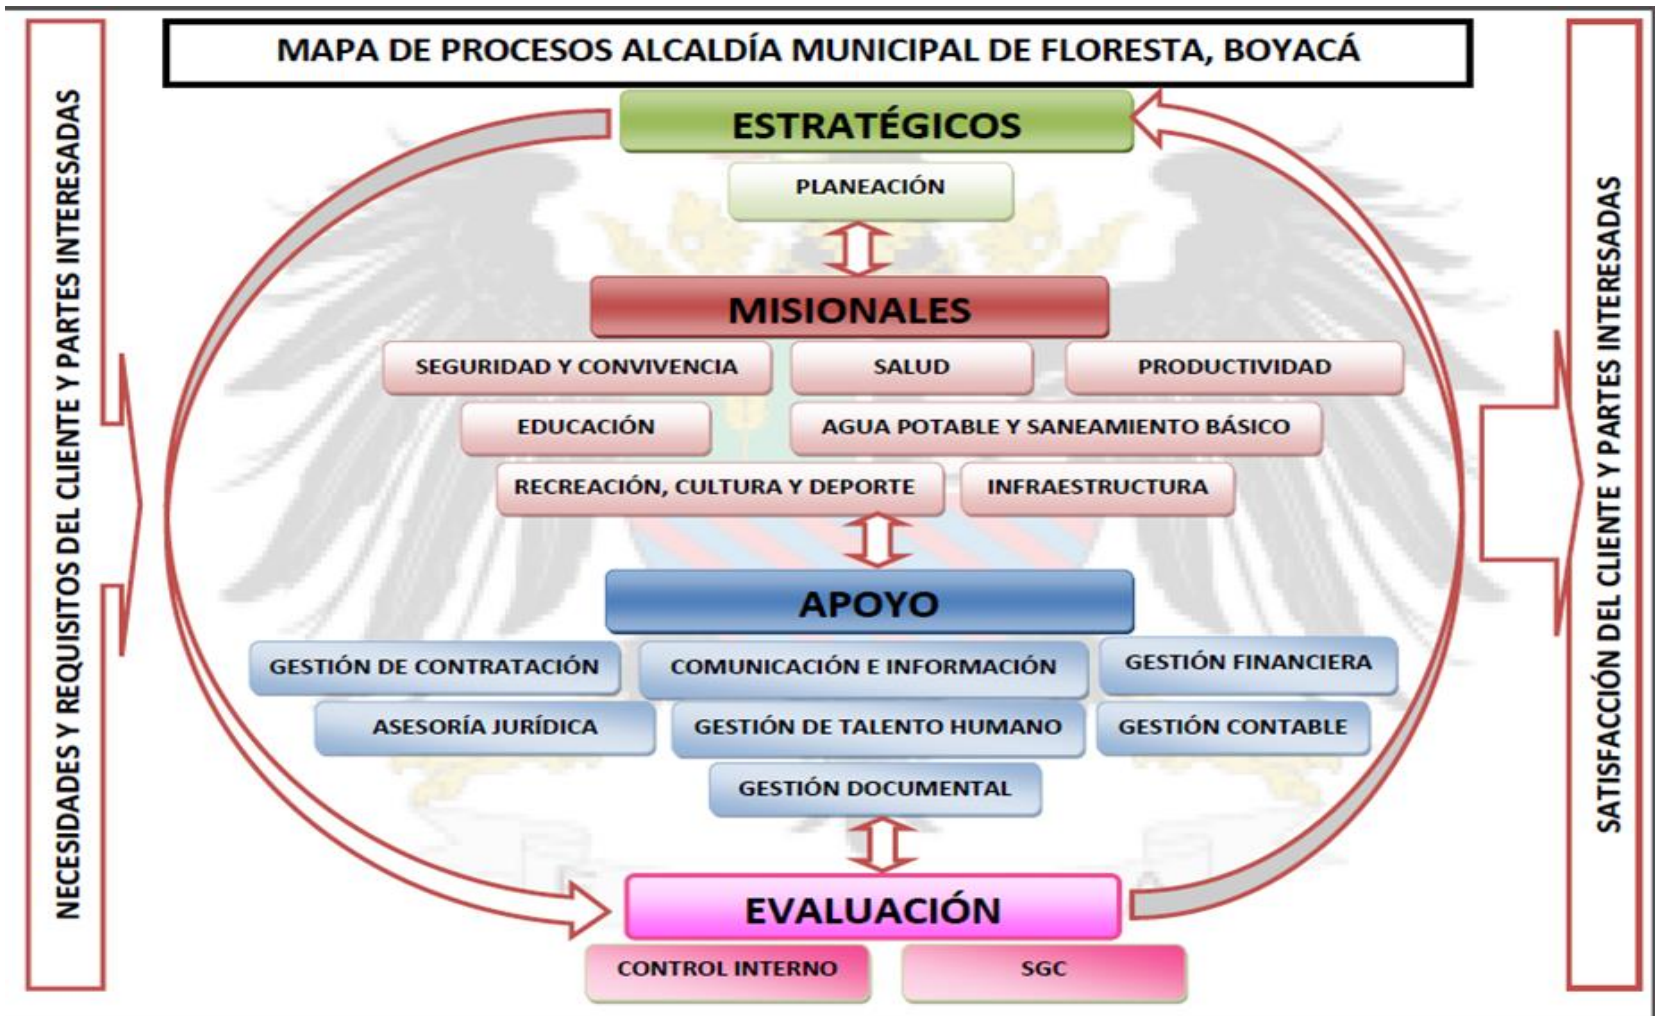 MAPA DE PROCESOS ALCALDÍA MUNICIPAL DE FLORESTA, BOYACÁ
NECESIDADES Y REQUISITOS DEL CLIENTE Y PARTES INTERESADAS
ESTRATÉGICOS
PLANEACIÓN
MISIONALES
SEGURIDAD Y CONVIVENCIA
SALUD
PRODUCTIVIDAD
EDUCACIÓN
AGUA POTABLE Y SANEAMIENTO BÁSICO
RECREACIÓN, CULTURA Y DEPORTE
INFRAESTRUCTURA
APOYO
GESTIÓN DE CONTRATACIÓN
COMUNICACIÓN E INFORMACIÓN
GESTIÓN FINANCIERA
ASESORÍA JURÍDICA
GESTIÓN DE TALENTO HUMANO
GESTIÓN CONTABLE
GESTIÓN DOCUMENTAL
EVALUACIÓN
CONTROL INTERNO
SGC
SATISFACCIÓN DEL CLIENTE Y PARTES INTERESADAS